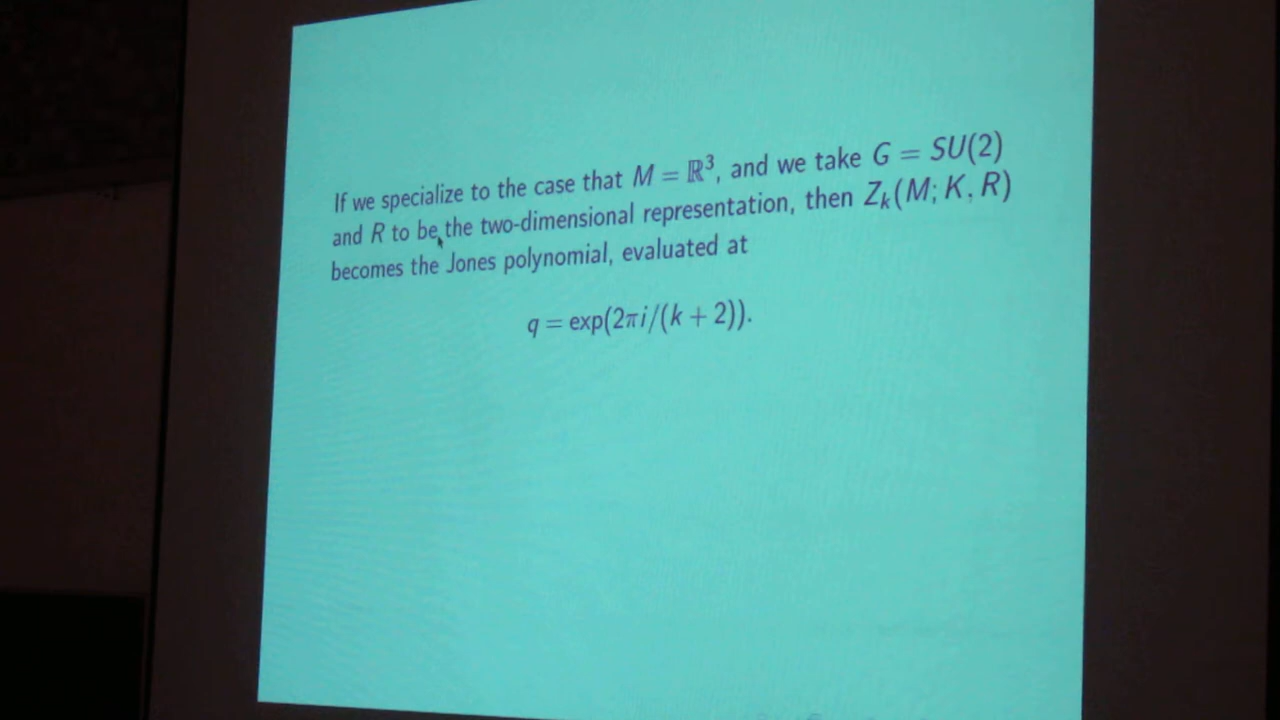 If we specialize to the case that M = ℝ³, and we take G = SU(2)
and R to be the two-dimensional representation, then Zₖ(M; K, R)
becomes the Jones polynomial, evaluated at
q = exp(2πi/(k + 2)).